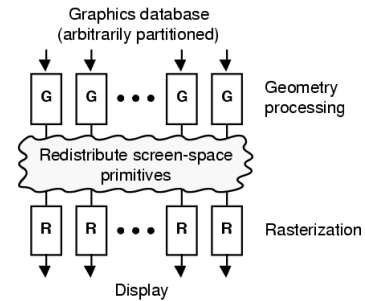 Graphics database
(arbitrarily partitioned)
G G G G
Geometry
processing
Redistribute screen-space
primitives
R R R R
Rasterization
Display